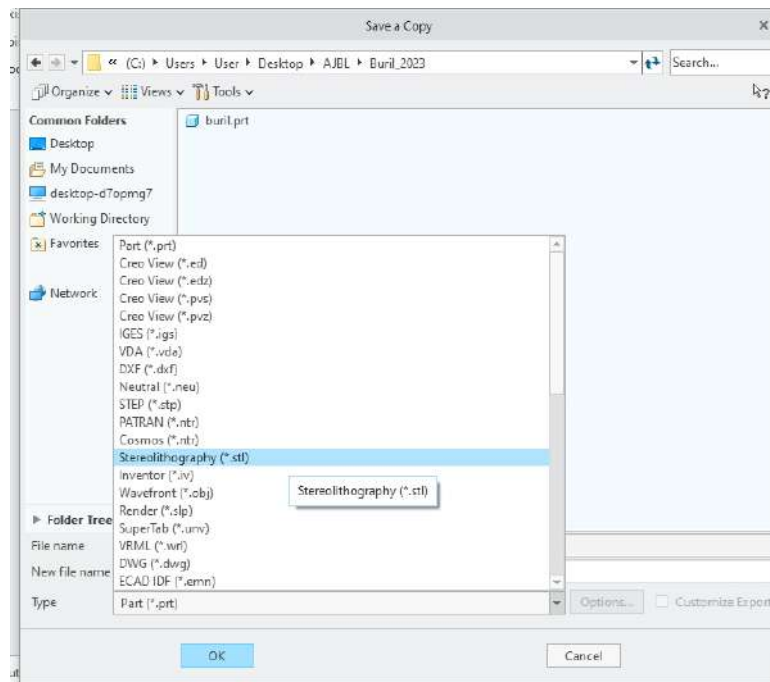 Save a Copy
« (C:) ▸ Users ▸ User ▸ Desktop ▸ AJBL ▸ Buril_2023
Search...
Organize Views Tools
Common Folders
buril.prt
Desktop
My Documents
desktop-d7opmg7
Working Directory
Favorites
Network
Part (*.prt)
Creo View (*.ed)
Creo View (*.edz)
Creo View (*.pvs)
Creo View (*.pvz)
IGES (*.igs)
VDA (*.vda)
DXF (*.dxf)
Neutral (*.neu)
STEP (*.stp)
PATRAN (*.ntr)
Cosmos (*.ntr)
Stereolithography (*.stl)
Inventor (*.iv)
Wavefront (*.obj)
Stereolithography (*.stl)
Render (*.slp)
SuperTab (*.unv)
VRML (*.wrl)
DWG (*.dwg)
ECAD IDF (*.emn)
Folder Tree
File name
New file name
Type
Part (*.prt)
Options...
Customize Export
OK
Cancel